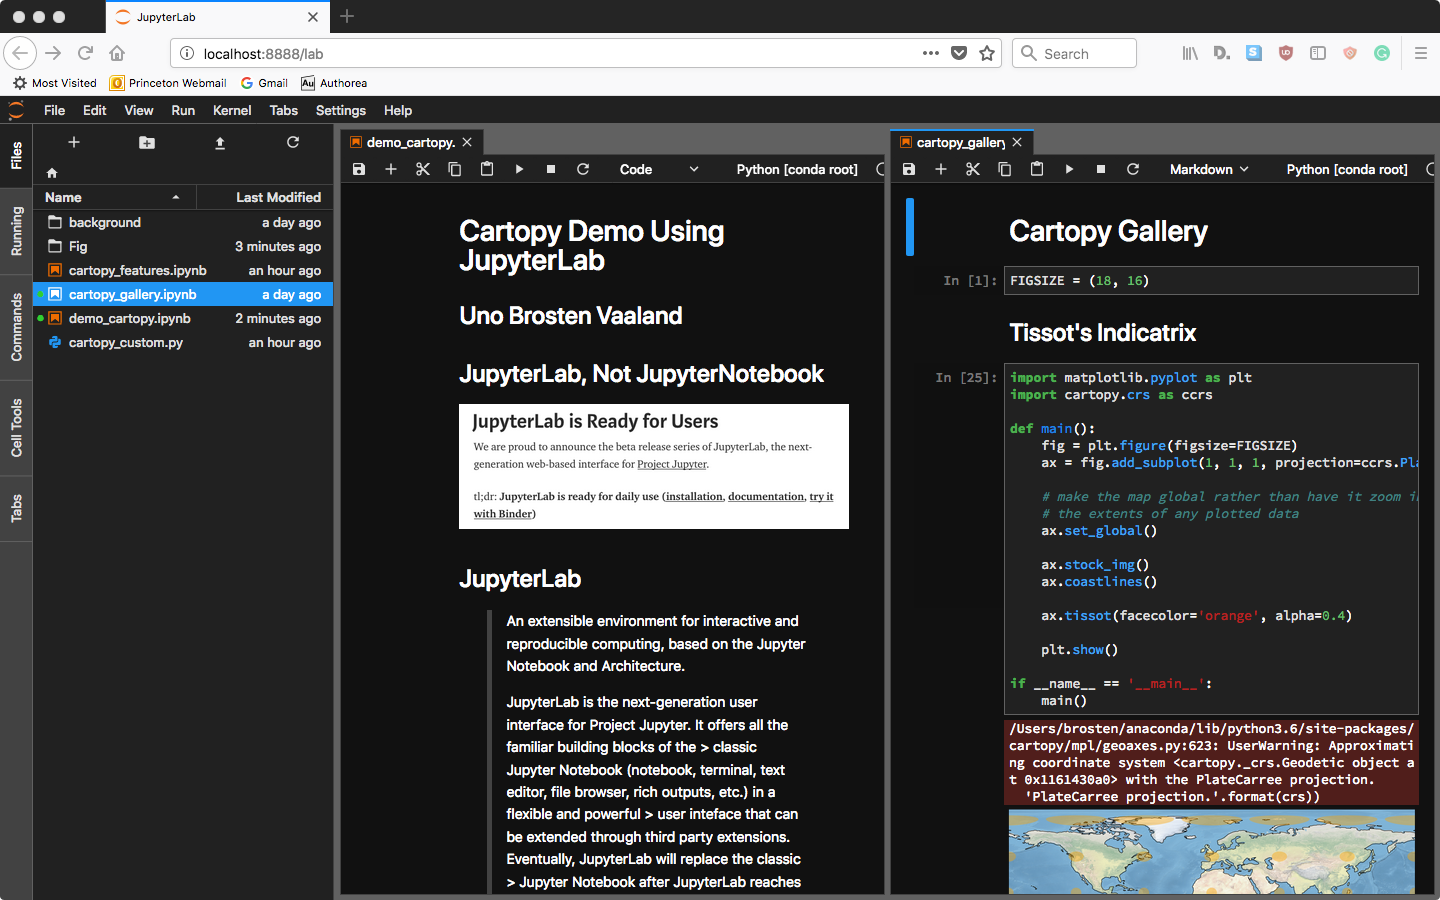 JupyterLab
localhost:8888/lab
Search
Most Visited
Princeton Webmail
Gmail
Au
Authorea
File Edit View Run Kernel Tabs Settings Help
Files
Running
Commands
Cell Tools
Tabs
Name Last Modified
background a day ago
Fig 3 minutes ago
cartopy_features.ipynb an hour ago
cartopy_gallery.ipynb a day ago
demo_cartopy.ipynb 2 minutes ago
cartopy_custom.py an hour ago
demo_cartopy.
Code Python [conda root]
Cartopy Demo Using
JupyterLab
Uno Brosten Vaaland
JupyterLab, Not JupyterNotebook
JupyterLab is Ready for Users
We are proud to announce the beta release series of JupyterLab, the next-
generation web-based interface for Project Jupyter.
tl;dr: JupyterLab is ready for daily use (installation, documentation, try it
with Binder)
JupyterLab
An extensible environment for interactive and
reproducible computing, based on the Jupyter
Notebook and Architecture.
JupyterLab is the next-generation user
interface for Project Jupyter. It offers all the
familiar building blocks of the > classic
Jupyter Notebook (notebook, terminal, text
editor, file browser, rich outputs, etc.) in a
flexible and powerful > user inteface that can
be extended through third party extensions.
Eventually, JupyterLab will replace the classic
> Jupyter Notebook after JupyterLab reaches
cartopy_gallery
Markdown Python [conda root]
Cartopy Gallery
In [1]: FIGSIZE = (18, 16)
Tissot's Indicatrix
In [25]: import matplotlib.pyplot as plt
import cartopy.crs as ccrs
def main():
fig = plt.figure(figsize=FIGSIZE)
ax = fig.add_subplot(1, 1, 1, projection=ccrs.Pla
# make the map global rather than have it zoom i
# the extents of any plotted data
ax.set_global()
ax.stock_img()
ax.coastlines()
ax.tissot(facecolor='orange', alpha=0.4)
plt.show()
if __name__ == '__main__':
main()
/Users/brosten/anaconda/lib/python3.6/site-packages/
cartopy/mpl/geoaxes.py:623: UserWarning: Approximati
ng coordinate system <cartopy._crs.Geodetic object a
t 0x1161430a0> with the PlateCarree projection.
'PlateCarree projection.'.format(crs))